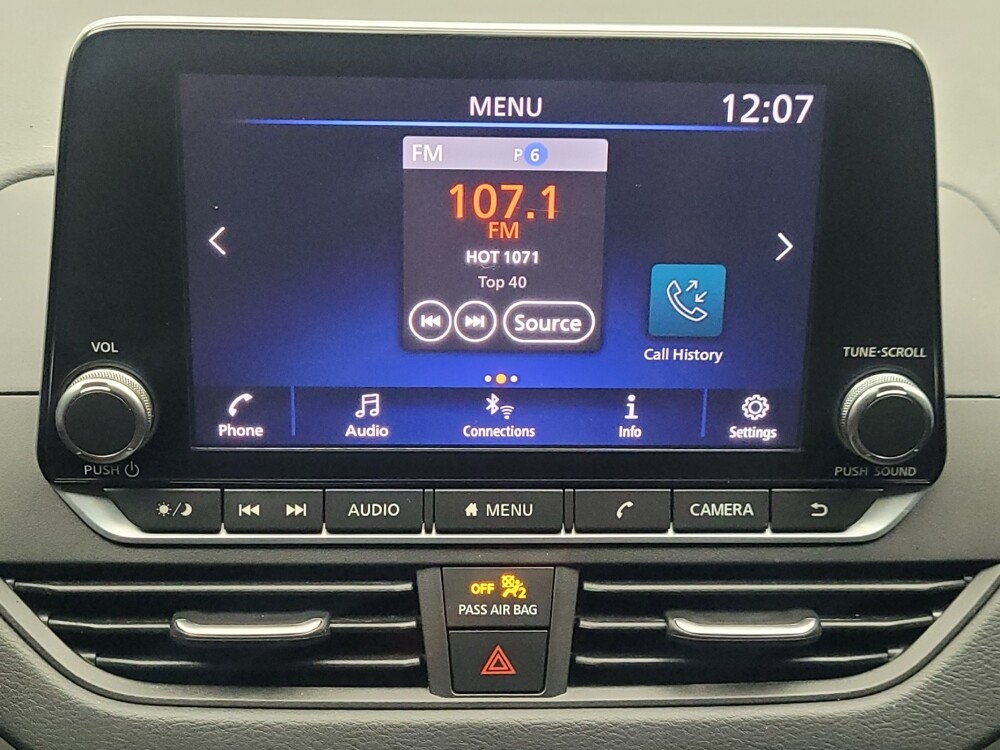 MENU
12:07
FM P 6
107.1
FM
HOT 1071
Top 40
Source
Call History
VOL
TUNE·SCROLL
Phone
Audio
Connections
Info
Settings
PUSH
PUSH SOUND
AUDIO
MENU
CAMERA
OFF 2
PASS AIR BAG